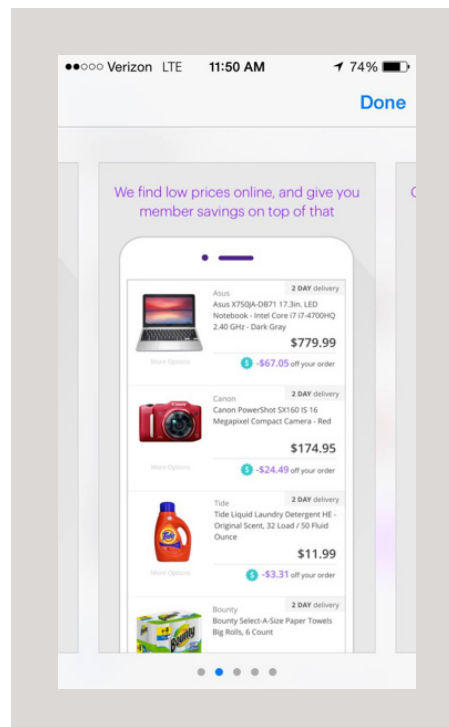 Verizon LTE 11:50 AM 74%
Done
We find low prices online, and give you
member savings on top of that
2 DAY delivery
Asus
Asus X750JA-DB71 17.3in. LED
Notebook - Intel Core i7 i7-4700HQ
2.40 GHz - Dark Gray
$779.99
More Options
$ -$67.05 off your order
2 DAY delivery
Canon
Canon PowerShot SX160 IS 16
Megapixel Compact Camera - Red
$174.95
More Options
$ -$24.49 off your order
2 DAY delivery
Tide
Tide Liquid Laundry Detergent HE -
Original Scent, 32 Load / 50 Fluid
Ounce
Tide
$11.99
More Options
$ -$3.31 off your order
2 DAY delivery
Bounty
Bounty Select-A-Size Paper Towels
Big Rolls, 6 Count
Bounty